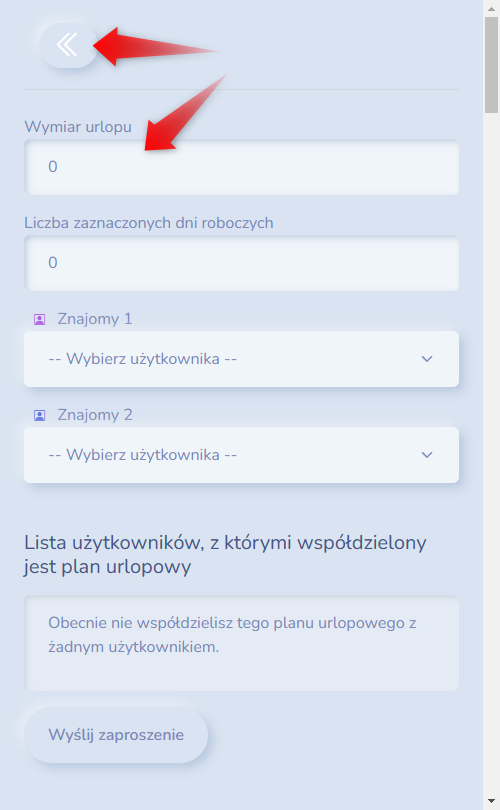 Wymiar urlopu
0
Liczba zaznaczonych dni roboczych
0
Znajomy 1
-- Wybierz użytkownika --
Znajomy 2
-- Wybierz użytkownika --
Lista użytkowników, z którymi współdzielony
jest plan urlopowy
Obecnie nie współdzielisz tego planu urlopowego z
żadnym użytkownikiem.
Wyślij zaproszenie